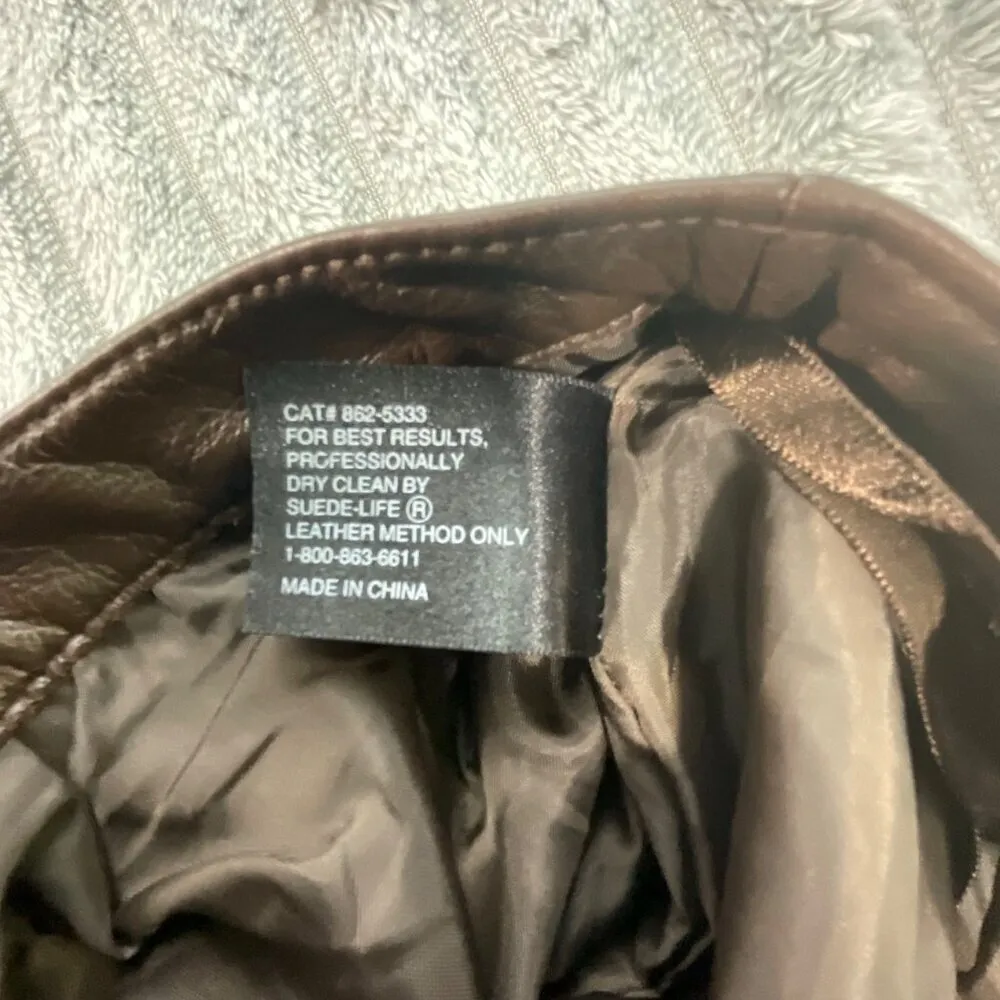 CAT# 862-5333
FOR BEST RESULTS,
PROFESSIONALLY
DRY CLEAN BY
SUEDE-LIFE ®
LEATHER METHOD ONLY
1-800-863-6611
MADE IN CHINA